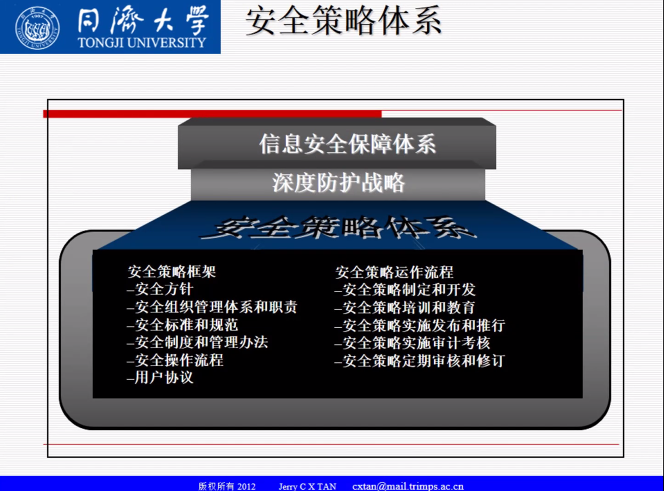 同濟大学
TONGJI UNIVERSITY
安全策略体系
信息安全保障体系
深度防护战略
安全策略体系
安全策略框架
–安全方针
–安全组织管理体系和职责
–安全标准和规范
–安全制度和管理办法
–安全操作流程
–用户协议
安全策略运作流程
–安全策略制定和开发
–安全策略培训和教育
–安全策略实施发布和推行
–安全策略实施审计考核
–安全策略定期审核和修订
版权所有 2012 Jerry C X TAN cxtan@mail.trimps.ac.cn